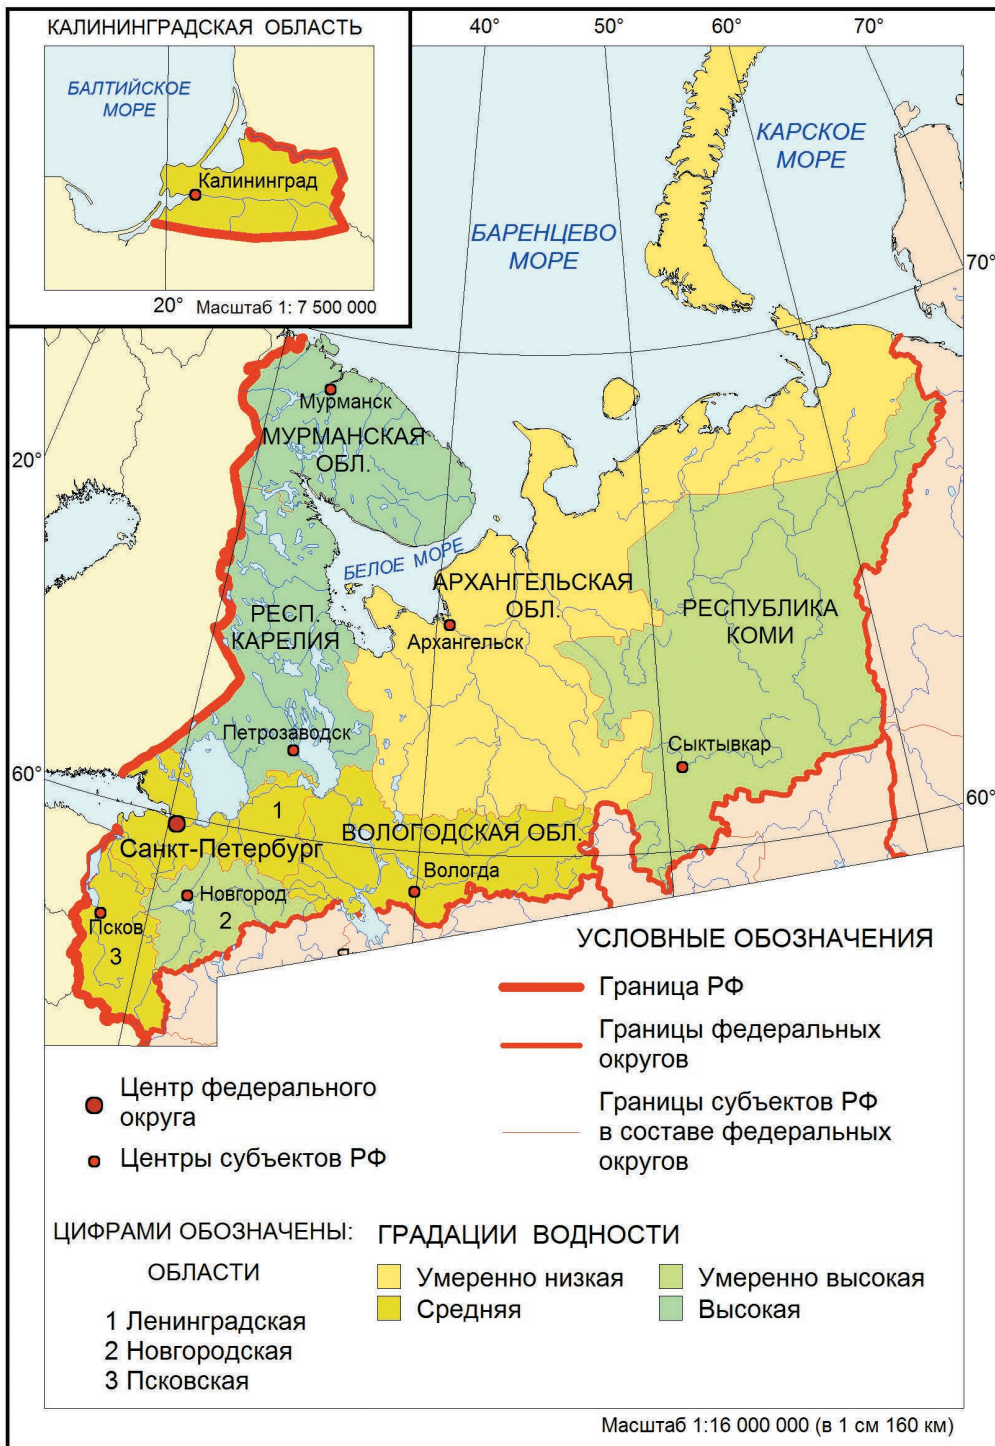 КАЛИНИНГРАДСКАЯ ОБЛАСТЬ
БАЛТИЙСКОЕ
МОРЕ
Калининград
20°
Масштаб 1: 7 500 000
40°
50°
60°
70°
КАРСКОЕ
МОРЕ
БАРЕНЦЕВО
МОРЕ
70°
Мурманск
МУРМАНСКАЯ
ОБЛ.
20°
БЕЛОЕ МОРЕ
АРХАНГЕЛЬСКАЯ
ОБЛ.
РЕСП.
КАРЕЛИЯ
РЕСПУБЛИКА
КОМИ
Архангельск
Петрозаводск
Сыктывкар
60°
60°
1
ВОЛОГОДСКАЯ ОБЛ.
Санкт-Петербург
Вологда
Новгород
2
Псков
3
УСЛОВНЫЕ ОБОЗНАЧЕНИЯ
Граница РФ
Границы федеральных
округов
Границы субъектов РФ
в составе федеральных
округов
Центр федерального
округа
Центры субъектов РФ
ЦИФРАМИ ОБОЗНАЧЕНЫ:
ОБЛАСТИ
1 Ленинградская
2 Новгородская
3 Псковская
ГРАДАЦИИ ВОДНОСТИ
Умеренно низкая
Средняя
Умеренно высокая
Высокая
Масштаб 1:16 000 000 (в 1 см 160 км)